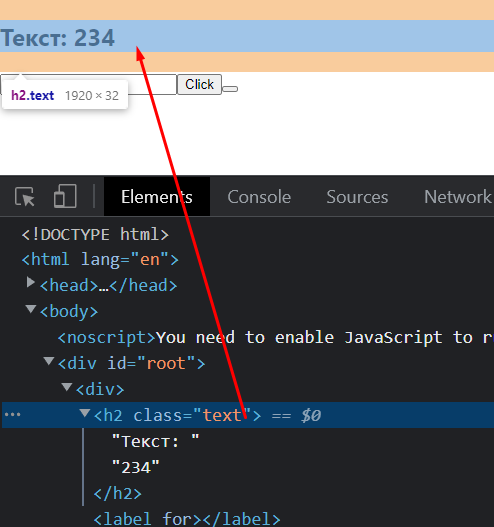 Текст: 234
Click
h2.text 1920 × 32
Elements Console Sources Network
<!DOCTYPE html>
<html lang="en">
<head>…</head>
<body>
<noscript>You need to enable JavaScript to r
<div id="root">
<div>
<h2 class="text"> == $0
"Текст: "
"234"
</h2>
<label for></label>